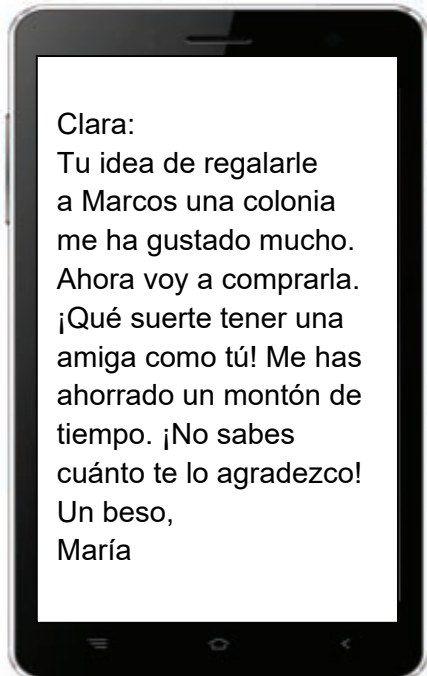 Clara:
Tu idea de regalarle
a Marcos una colonia
me ha gustado mucho.
Ahora voy a comprarla.
¡Qué suerte tener una
amiga como tú! Me has
ahorrado un montón de
tiempo. ¡No sabes
cuánto te lo agradezco!
Un beso,
María